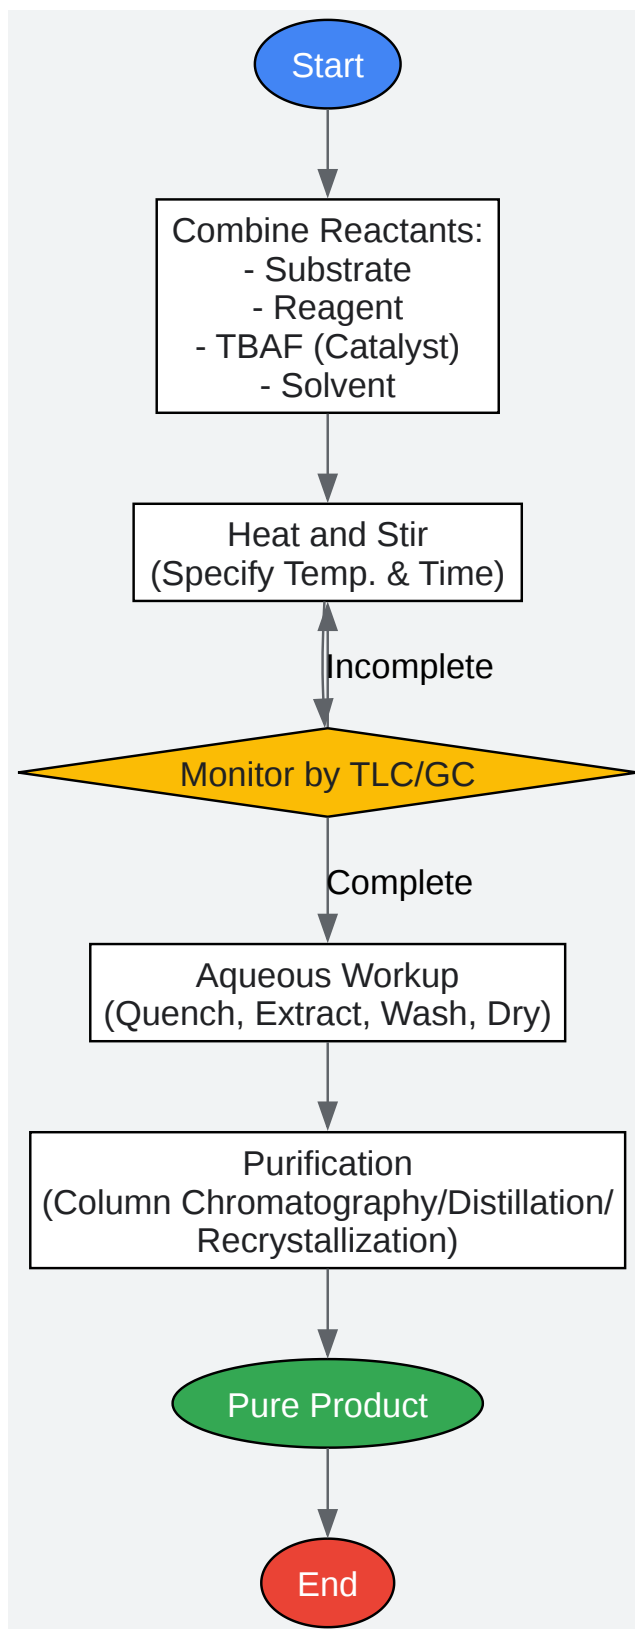 Start
Combine Reactants:
- Substrate
- Reagent
- TBAF (Catalyst)
- Solvent
Heat and Stir
(Specify Temp. & Time)
Incomplete
Monitor by TLC/GC
Complete
Aqueous Workup
(Quench, Extract, Wash, Dry)
Purification
(Column Chromatography/Distillation/
Recrystallization)
Pure Product
End